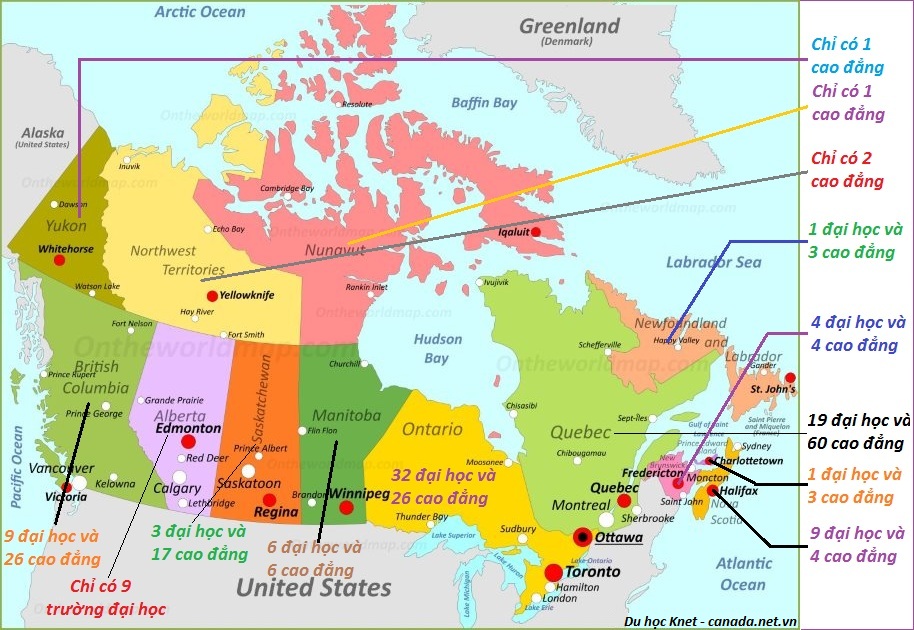 Arctic Ocean
Greenland
(Denmark)
Chỉ có 1
cao đẳng
Chỉ có 1
cao đẳng
Baffin Bay
Resolute
Ontheworldmap.com
Alaska
(United States)
Inuvik
Chỉ có 2
cao đẳng
Ontheworldmap.com
Cambridge Bay
Dawson
Yukon
Echo Bay
Ontheworldmap.com
Iqaluit
1 đại học và
3 cao đẳng
Whitehorse
Northwest
Territories
Nunavut
Labrador Sea
Watson Lake
Yellowknife
Rankin Inlet
Ivujivik
Hay River
Fort Nelson
Fort Smith
Newfoundland
and
Labrador
4 đại học và
4 cao đẳng
Ontheworldmap.com
Hudson
Bay
Ontheworldmap.com
Schefferville
Happy Valley
Gander
British
Columbia
Prince Rupert
Churchill
St. John's
Prince George
Grande Prairie
Alberta
Edmonton
Saskatchewan
Manitoba
Chisasibi
Sept-Îles
Saint Pierre and
Miquelon
(France)
Gulf of Saint
Lawrence
Prince Edward
Island
19 đại học và
60 cao đẳng
Flin Flon
Ontario
Quebec
Sydney
Pacific Ocean
Prince Albert
Red Deer
Moosonee
Chibougamau
New
Brunswick
Charlottetown
Vancouver
Victoria
Kelowna
Calgary
Saskatoon
32 đại học và
26 cao đẳng
Fredericton
Moncton
1 đại học và
3 cao đẳng
Lethbridge
Regina
Brandon
Winnipeg
Quebec
Montreal
Sherbrooke
Saint John
Halifax
Nova
Scotia
Thunder Bay
Sudbury
Ottawa
9 đại học và
26 cao đẳng
3 đại học và
17 cao đẳng
6 đại học và
6 cao đẳng
9 đại học và
4 cao đẳng
Lake Superior
Lake Huron
Lake Ontario
Atlantic
Ocean
Chỉ có 9
trường đại học
United States
Lake Michigan
Toronto
Hamilton
London
Lake Erie
Du học Knet - canada.net.vn